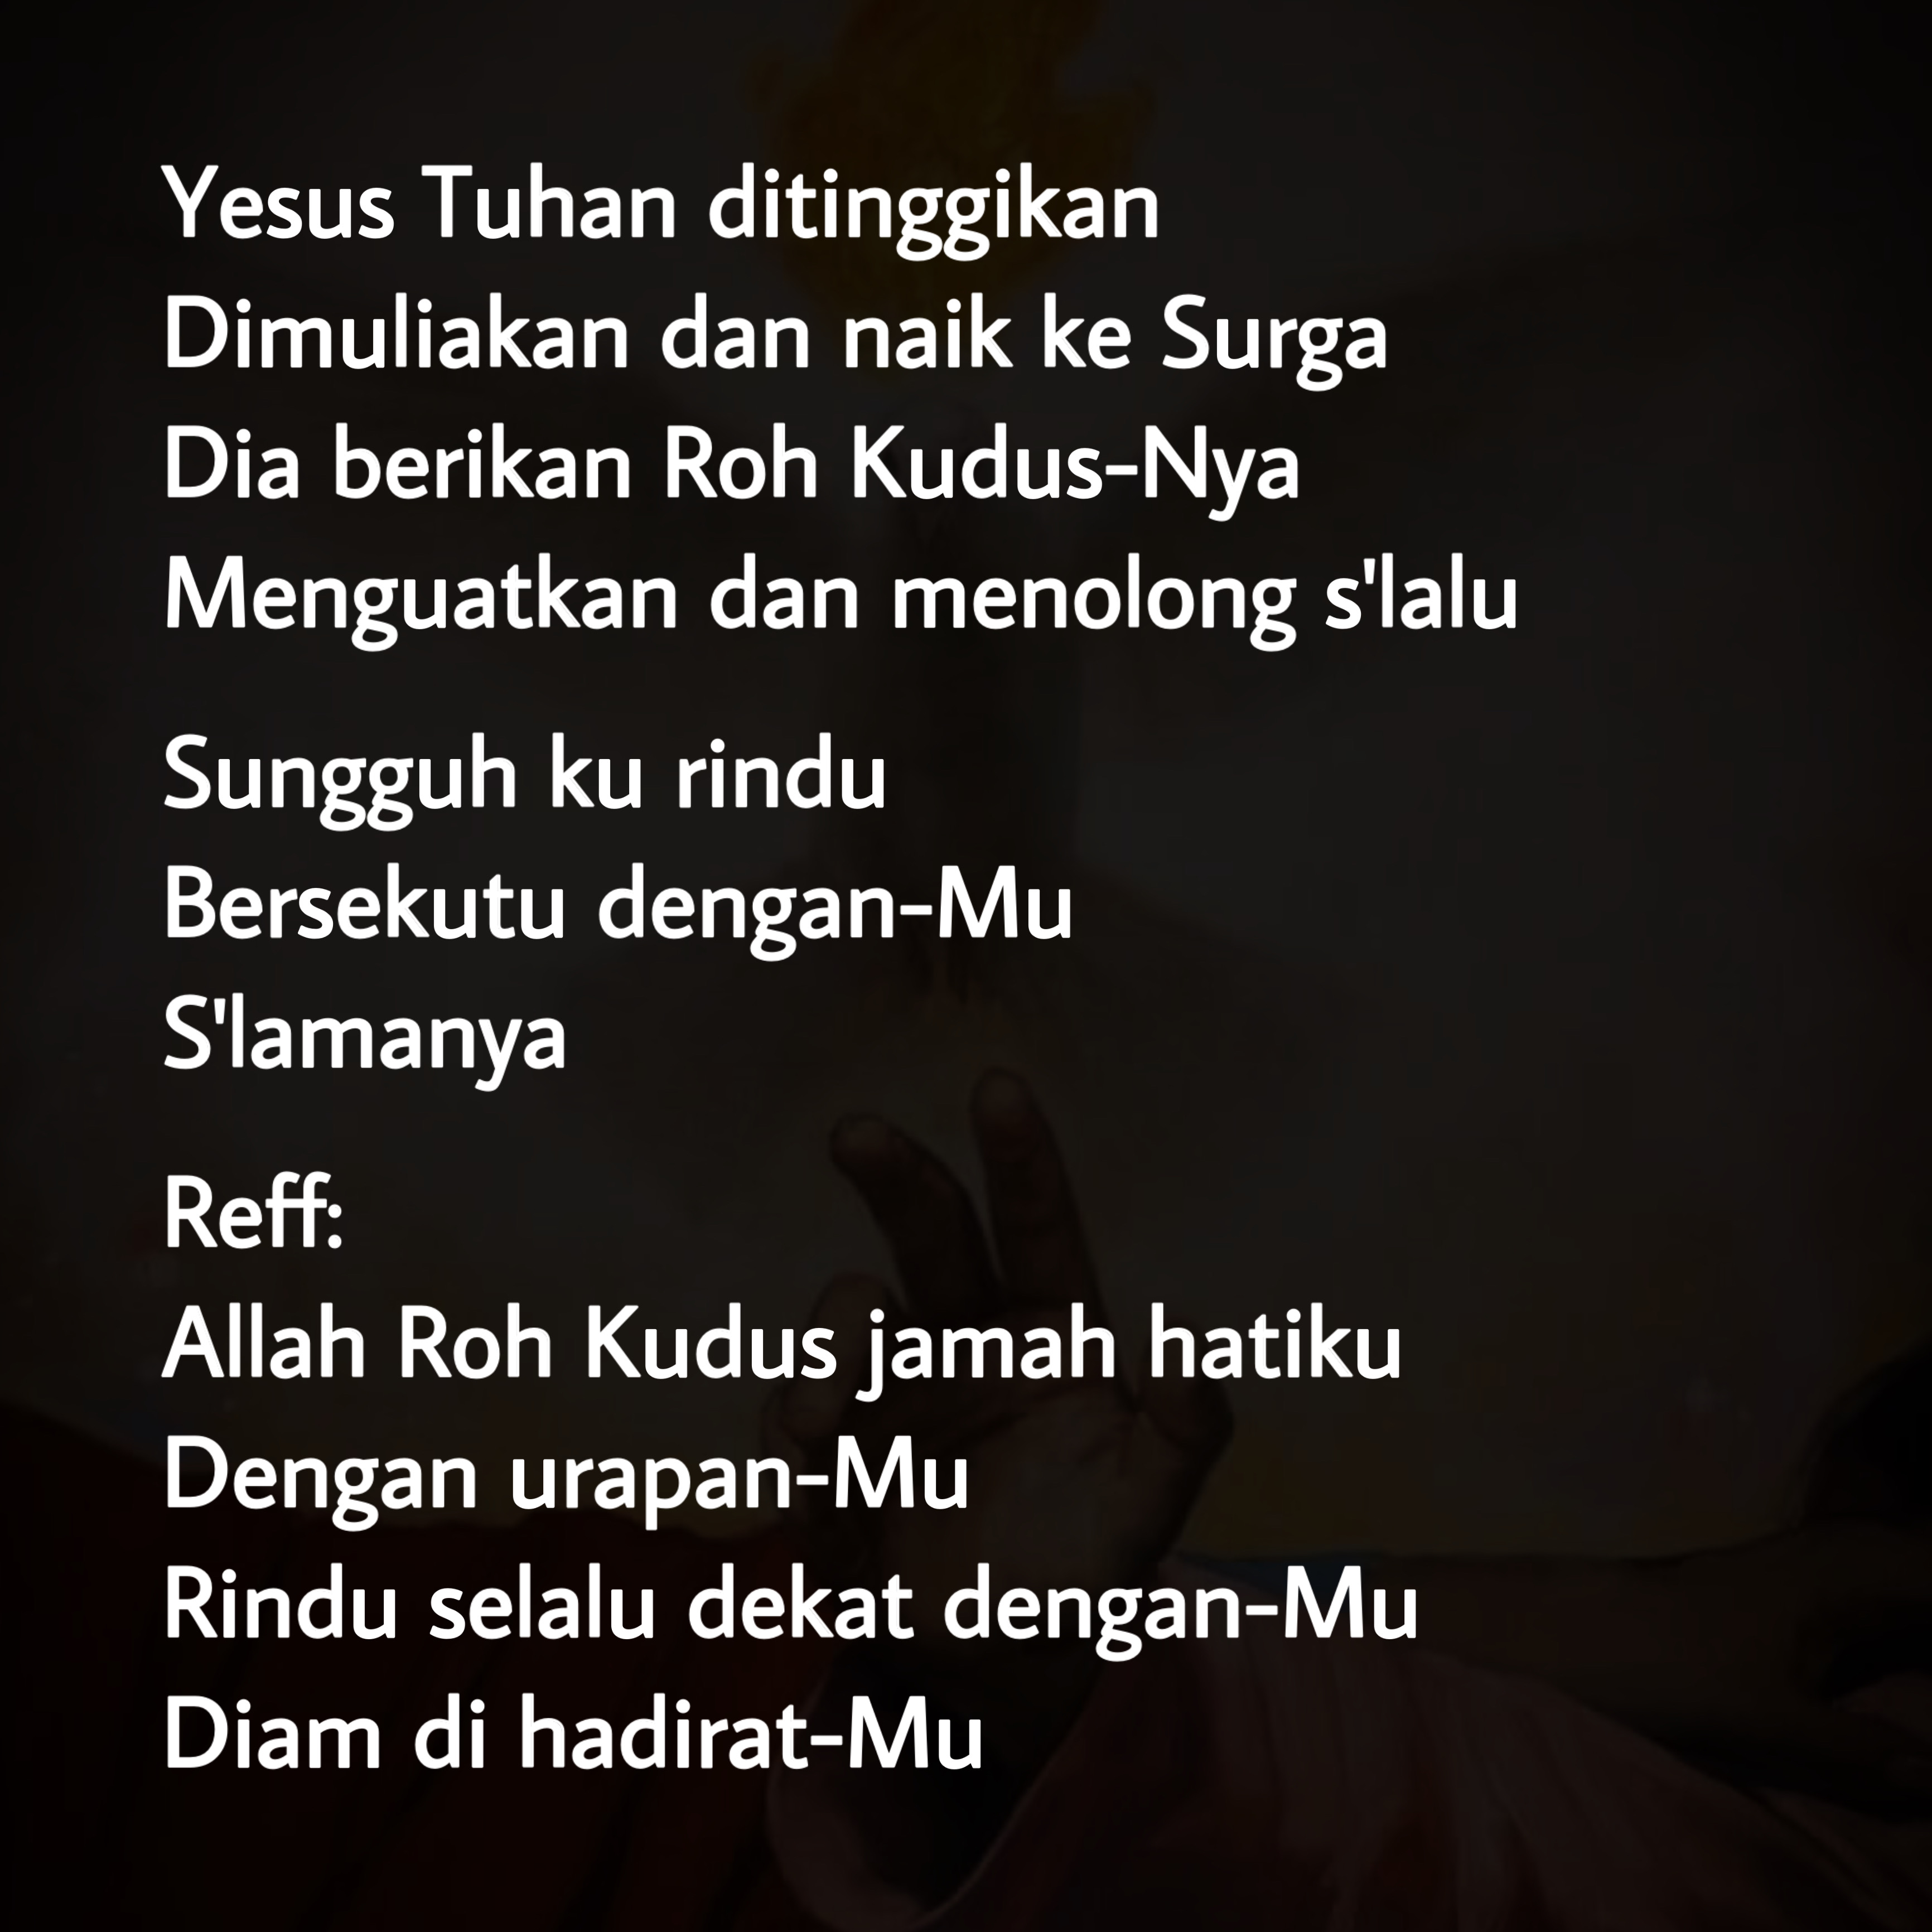 Yesus Tuhan ditinggikan
Dimuliakan dan naik ke Surga
Dia berikan Roh Kudus-Nya
Menguatkan dan menolong s'lalu
Sungguh ku rindu
Bersekutu dengan-Mu
S'lamanya
Reff:
Allah Roh Kudus jamah hatiku
Dengan urapan-Mu
Rindu selalu dekat dengan-Mu
Diam di hadirat-Mu